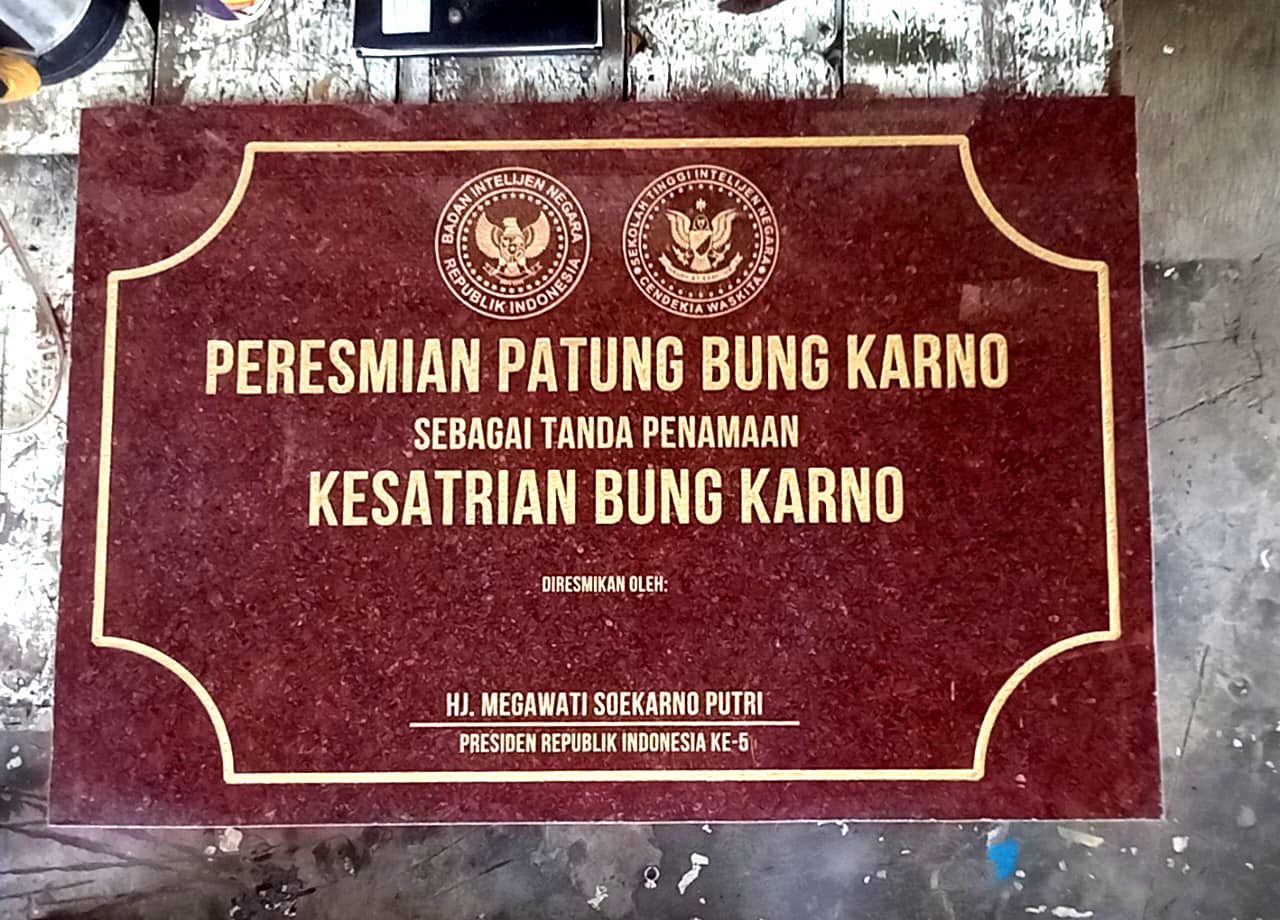 BADAN INTELIJEN NEGARA
REPUBLIK INDONESIA
SEKOLAH TINGGI INTELIJEN NEGARA
CENDEKIA WASKITA
PERESMIAN PATUNG BUNG KARNO
SEBAGAI TANDA PENAMAAN
KESATRIAN BUNG KARNO
DIRESMIKAN OLEH:
HJ. MEGAWATI SOEKARNO PUTRI
PRESIDEN REPUBLIK INDONESIA KE-5